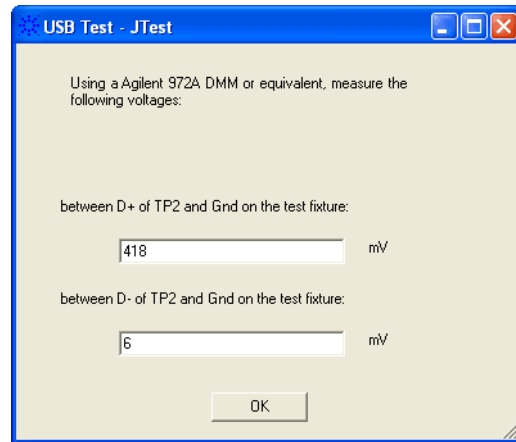 USB Test - JTest
Using a Agilent 972A DMM or equivalent, measure the
following voltages:
between D+ of TP2 and Gnd on the test fixture:
418 mV
between D- of TP2 and Gnd on the test fixture:
6 mV
OK